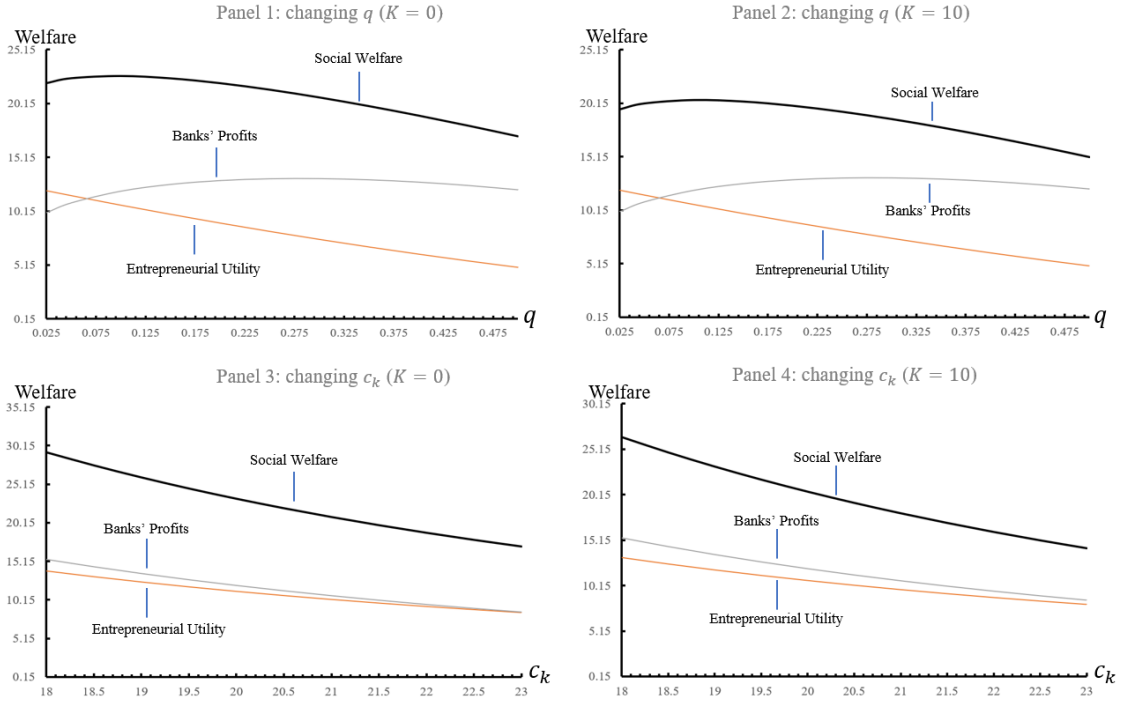 Panel 1: changing q (K = 0)
Welfare
25.15
20.15
15.15
10.15
5.15
0.15
Social Welfare
Banks’ Profits
Entrepreneurial Utility
0.025 0.075 0.125 0.175 0.225 0.275 0.325 0.375 0.425 0.475
q
Panel 2: changing q (K = 10)
Welfare
25.15
20.15
15.15
10.15
5.15
0.15
Social Welfare
Banks’ Profits
Entrepreneurial Utility
0.025 0.075 0.125 0.175 0.225 0.275 0.325 0.375 0.425 0.475
q
Panel 3: changing c_k (K = 0)
Welfare
35.15
30.15
25.15
20.15
15.15
10.15
5.15
0.15
Social Welfare
Banks’ Profits
Entrepreneurial Utility
18 18.5 19 19.5 20 20.5 21 21.5 22 22.5 23
c_k
Panel 4: changing c_k (K = 10)
Welfare
30.15
25.15
20.15
15.15
10.15
5.15
0.15
Social Welfare
Banks’ Profits
Entrepreneurial Utility
18 18.5 19 19.5 20 20.5 21 21.5 22 22.5 23
c_k